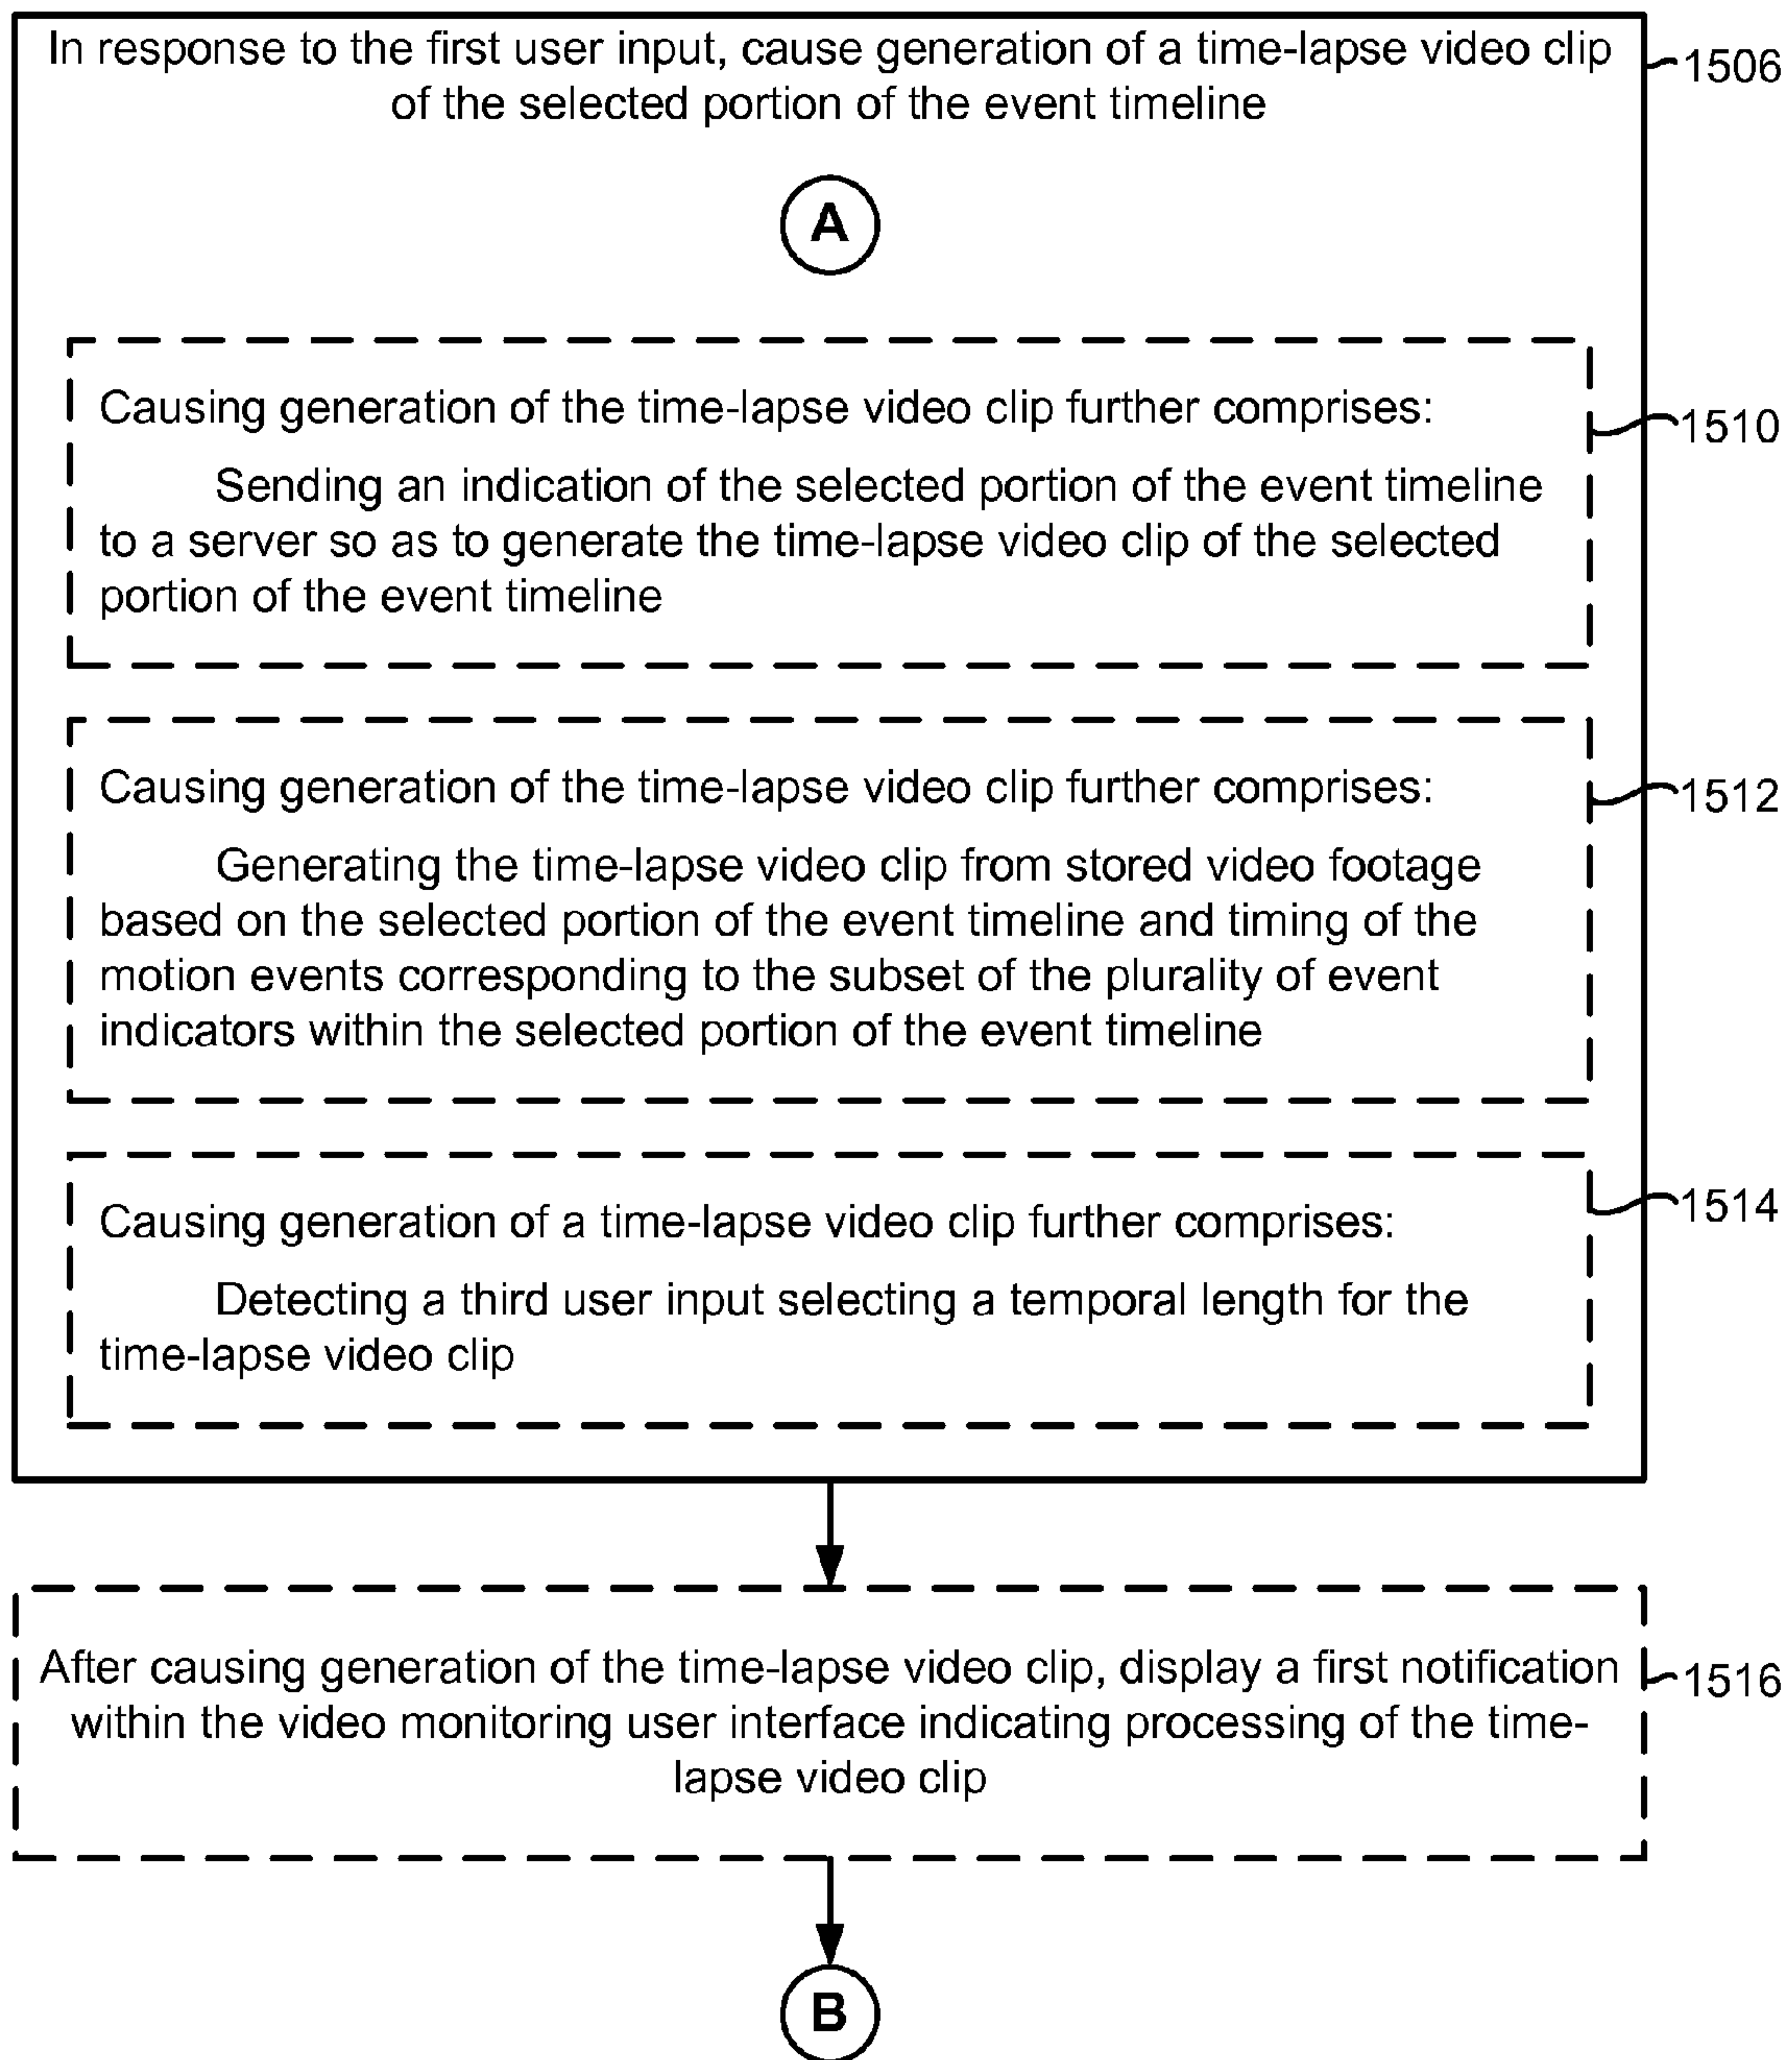 In response to the first user input, cause generation of a time-lapse video clip
of the selected portion of the event timeline
1506
A
Causing generation of the time-lapse video clip further comprises:
1510
Sending an indication of the selected portion of the event timeline
to a server so as to generate the time-lapse video clip of the selected
portion of the event timeline
Causing generation of the time-lapse video clip further comprises:
1512
Generating the time-lapse video clip from stored video footage
based on the selected portion of the event timeline and timing of the
motion events corresponding to the subset of the plurality of event
indicators within the selected portion of the event timeline
Causing generation of a time-lapse video clip further comprises:
1514
Detecting a third user input selecting a temporal length for the
time-lapse video clip
After causing generation of the time-lapse video clip, display a first notification
1516
within the video monitoring user interface indicating processing of the time-
lapse video clip
B